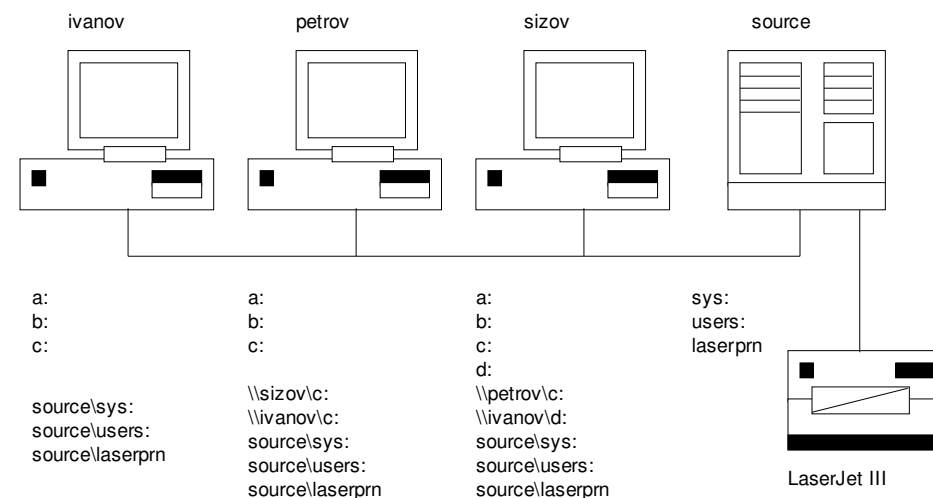 ivanov
petrov
sizov
source
a:
b:
c:
source\sys:
source\users:
source\laserprn
a:
b:
c:
\\sizov\c:
\\ivanov\c:
source\sys:
source\users:
source\laserprn
a:
b:
c:
d:
\\petrov\c:
\\ivanov\d:
source\sys:
source\users:
source\laserprn
sys:
users:
laserprn
LaserJet III